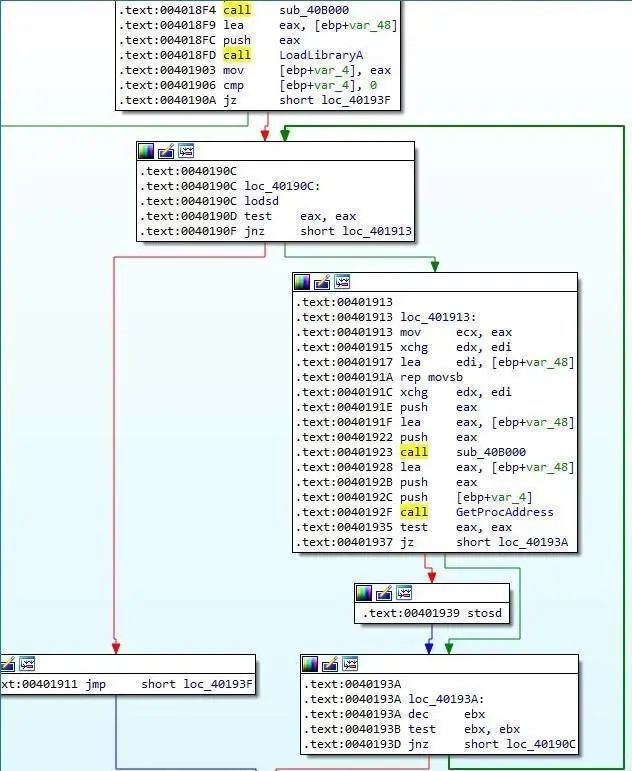 .text:004018F4 call sub_40B000
.text:004018F9 lea eax, [ebp+var_48]
.text:004018FC push eax
.text:004018FD call LoadLibraryA
.text:00401903 mov [ebp+var_4], eax
.text:00401906 cmp [ebp+var_4], 0
.text:0040190A jz short loc_40193F
.text:0040190C
.text:0040190C loc_40190C:
.text:0040190C lodsd
.text:0040190D test eax, eax
.text:0040190F jnz short loc_401913
.text:00401913
.text:00401913 loc_401913:
.text:00401913 mov ecx, eax
.text:00401915 xchg edx, edi
.text:00401917 lea edi, [ebp+var_48]
.text:0040191A rep movsb
.text:0040191C xchg edx, edi
.text:0040191E push eax
.text:0040191F lea eax, [ebp+var_48]
.text:00401922 push eax
.text:00401923 call sub_40B000
.text:00401928 lea eax, [ebp+var_48]
.text:0040192B push eax
.text:0040192C push [ebp+var_4]
.text:0040192F call GetProcAddress
.text:00401935 test eax, eax
.text:00401937 jz short loc_40193A
.text:00401939 stosd
xt:00401911 jmp short loc_40193F
.text:0040193A
.text:0040193A loc_40193A:
.text:0040193A dec ebx
.text:0040193B test ebx, ebx
.text:0040193D jnz short loc_40190C